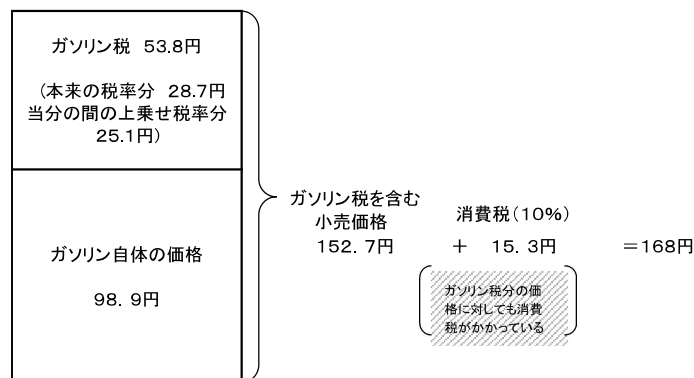 ガソリン税 53.8円
(本来の税率分 28.7円
当分の間の上乗せ税率分
25.1円)
ガソリン自体の価格
98.9円
ガソリン税を含む
小売価格
152.7円
消費税(10%)
+ 15.3円
=168円
ガソリン税分の価
格に対しても消費
税がかかっている